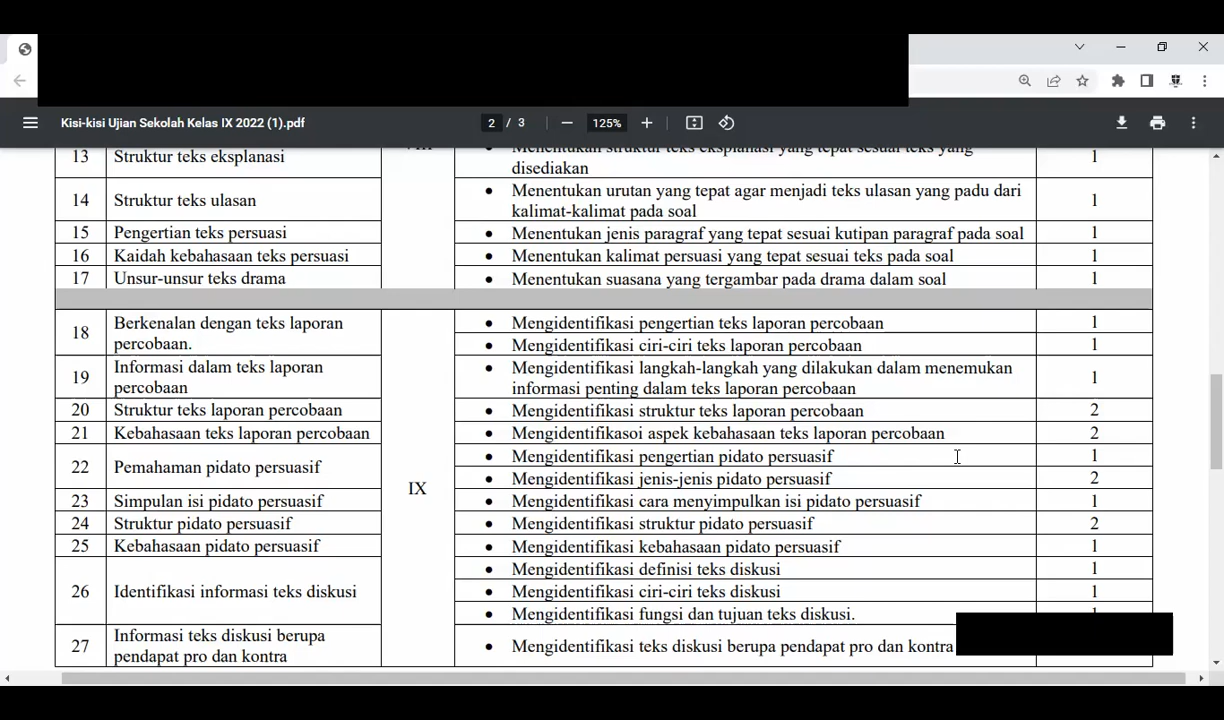 Kisi-kisi Ujian Sekolah Kelas IX 2022 (1).pdf
2 / 3
125%
13 Struktur teks eksplanasi
Menentukan struktur teks eksplanasi yang tepat sesuai teks yang
disediakan 1
14 Struktur teks ulasan
• Menentukan urutan yang tepat agar menjadi teks ulasan yang padu dari
kalimat-kalimat pada soal 1
15 Pengertian teks persuasi • Menentukan jenis paragraf yang tepat sesuai kutipan paragraf pada soal 1
16 Kaidah kebahasaan teks persuasi • Menentukan kalimat persuasi yang tepat sesuai teks pada soal 1
17 Unsur-unsur teks drama • Menentukan suasana yang tergambar pada drama dalam soal 1
18 Berkenalan dengan teks laporan
percobaan.
IX
• Mengidentifikasi pengertian teks laporan percobaan 1
• Mengidentifikasi ciri-ciri teks laporan percobaan 1
19 Informasi dalam teks laporan
percobaan
• Mengidentifikasi langkah-langkah yang dilakukan dalam menemukan
informasi penting dalam teks laporan percobaan 1
20 Struktur teks laporan percobaan • Mengidentifikasi struktur teks laporan percobaan 2
21 Kebahasaan teks laporan percobaan • Mengidentifikasoi aspek kebahasaan teks laporan percobaan 2
22 Pemahaman pidato persuasif
• Mengidentifikasi pengertian pidato persuasif 1
• Mengidentifikasi jenis-jenis pidato persuasif 2
23 Simpulan isi pidato persuasif • Mengidentifikasi cara menyimpulkan isi pidato persuasif 1
24 Struktur pidato persuasif • Mengidentifikasi struktur pidato persuasif 2
25 Kebahasaan pidato persuasif • Mengidentifikasi kebahasaan pidato persuasif 1
26 Identifikasi informasi teks diskusi
• Mengidentifikasi definisi teks diskusi 1
• Mengidentifikasi ciri-ciri teks diskusi 1
• Mengidentifikasi fungsi dan tujuan teks diskusi.
27 Informasi teks diskusi berupa
pendapat pro dan kontra
• Mengidentifikasi teks diskusi berupa pendapat pro dan kontra